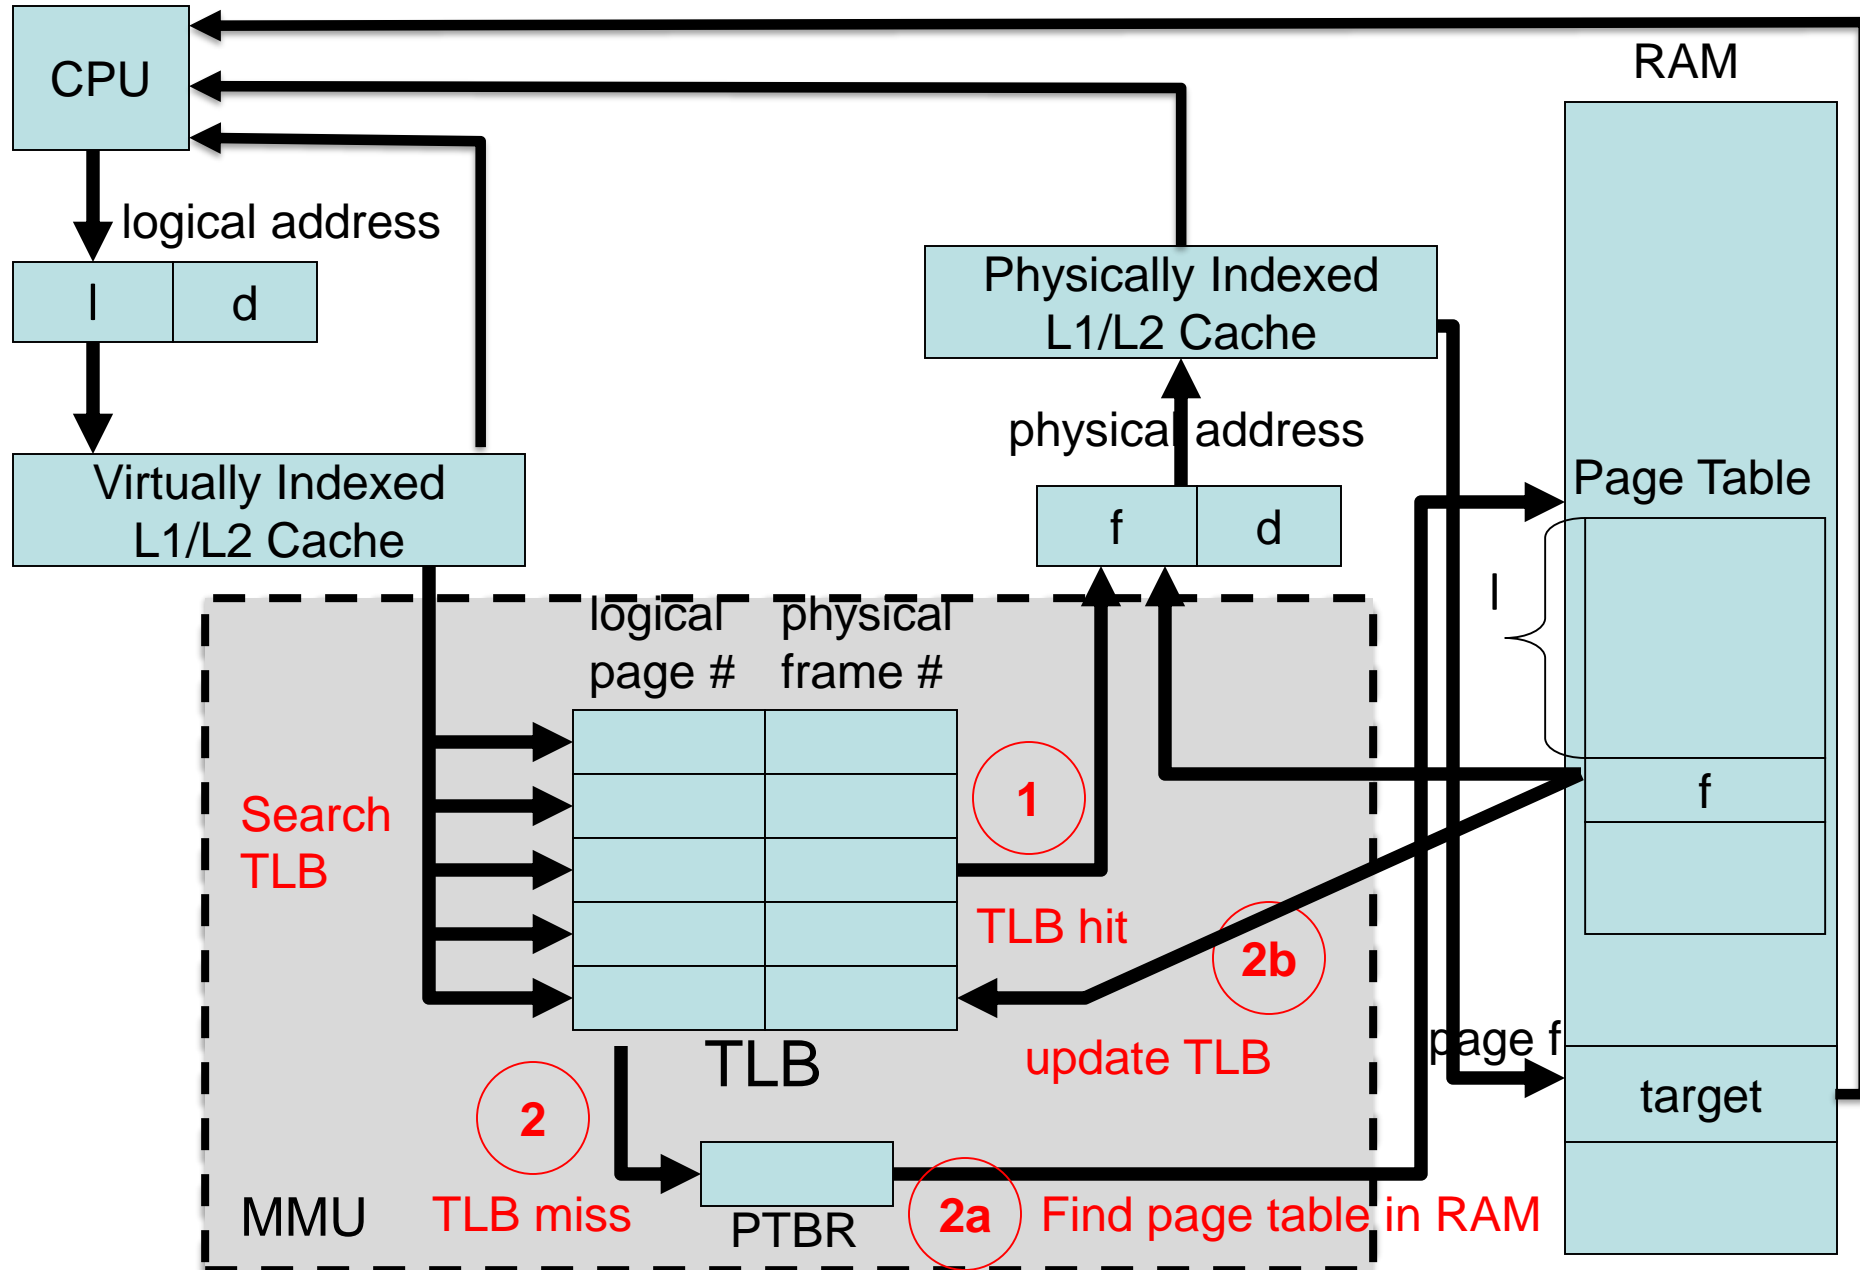 CPU
RAM
logical address
l
d
Physically Indexed
L1/L2 Cache
physical address
Virtually Indexed
L1/L2 Cache
f
d
Page Table
l
logical
page #
physical
frame #
Search
TLB
1
f
TLB hit
2b
update TLB
TLB
page f
target
2
TLB miss
MMU
PTBR
2a
Find page table in RAM